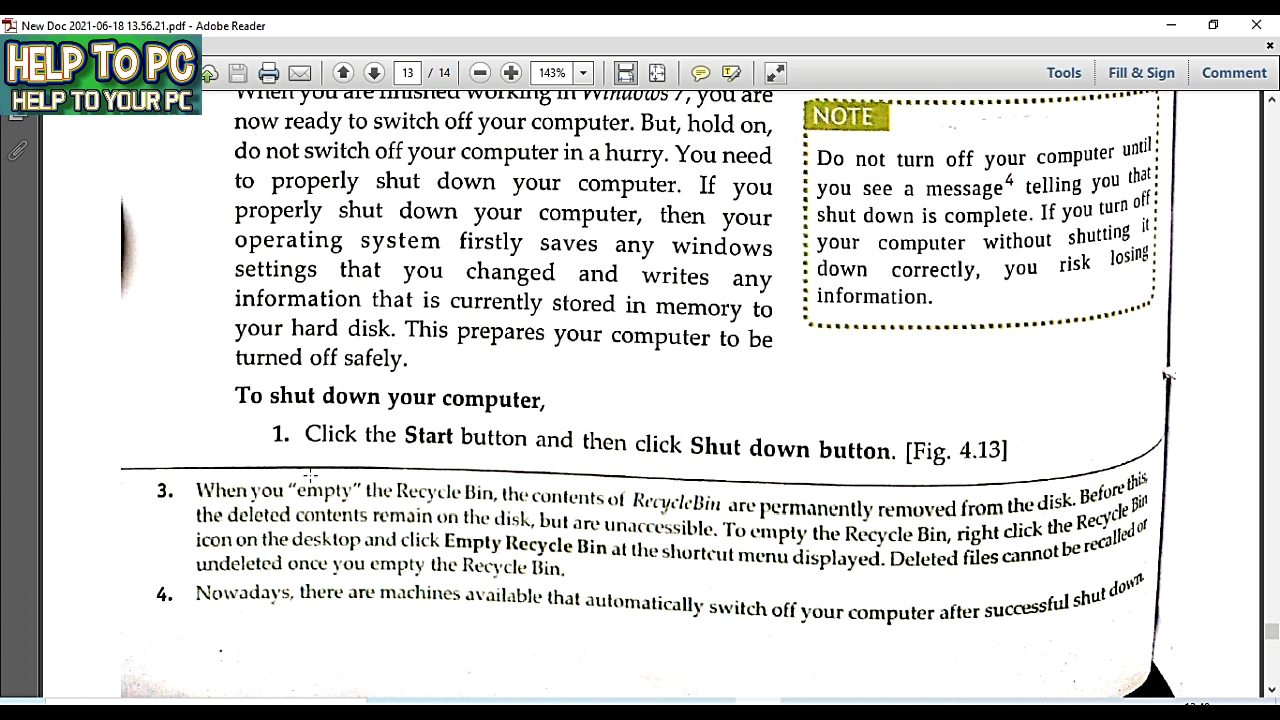 New Doc 2021-06-18 13.56.21.pdf - Adobe Reader
HELP TO PC
HELP TO YOUR PC
13 / 14
143%
Tools
Fill & Sign
Comment
When you are finished working in Windows 7, you are
now ready to switch off your computer. But, hold on,
do not switch off your computer in a hurry. You need
to properly shut down your computer. If you
properly shut down your computer, then your
operating system firstly saves any windows
settings that you changed and writes any
information that is currently stored in memory to
your hard disk. This prepares your computer to be
turned off safely.
NOTE
Do not turn off your computer until
you see a message4 telling you that
shut down is complete. If you turn off
your computer without shutting it
down correctly, you risk losing
information.
To shut down your computer,
1. Click the Start button and then click Shut down button. [Fig. 4.13]
3. When you "empty" the Recycle Bin, the contents of RecycleBin are permanently removed from the disk. Before this,
the deleted contents remain on the disk, but are unaccessible. To empty the Recycle Bin, right click the Recycle Bin
icon on the desktop and click Empty Recycle Bin at the shortcut menu displayed. Deleted files cannot be recalled or
undeleted once you empty the Recycle Bin.
4. Nowadays, there are machines available that automatically switch off your computer after successful shut down.